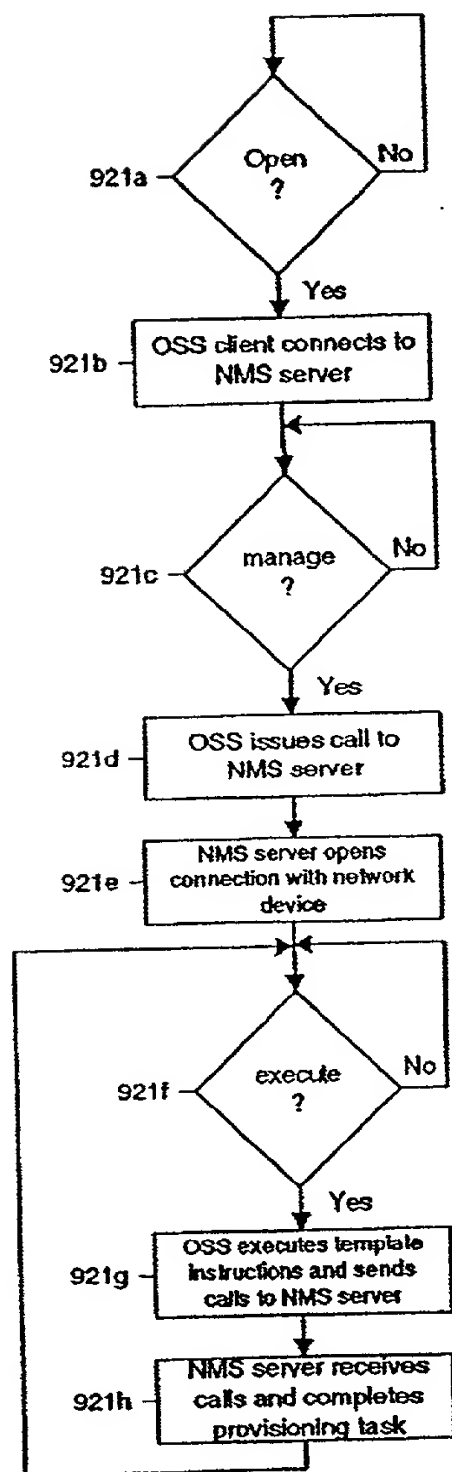 Open
?
No
921a
Yes
OSS client connects to
NMS server
921b
manage
?
No
921c
Yes
OSS issues call to
NMS server
921d
NMS server opens
connection with network
device
921e
execute
?
No
921f
Yes
OSS executes template
instructions and sends
calls to NMS server
921g
NMS server receives
calls and completes
provisioning task
921h